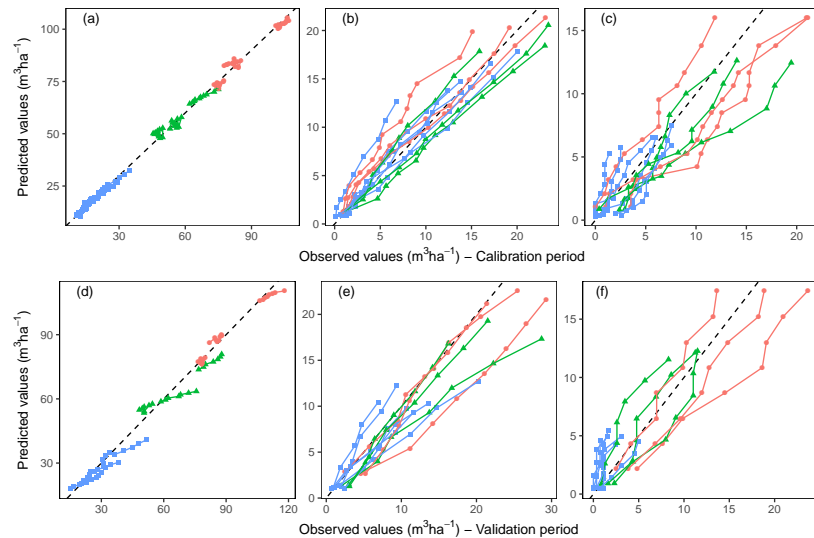 (a) (b) (c)
Predicted values (m³ha⁻¹)
100
75
50
25
30 60 90
20
15
10
5
0
0 5 10 15 20
15
10
5
0
0 5 10 15 20
Observed values (m³ha⁻¹) − Calibration period
(d) (e) (f)
Predicted values (m³ha⁻¹)
90
60
30
30 60 90 120
20
10
0
0 10 20 30
15
10
5
0
0 5 10 15 20
Observed values (m³ha⁻¹) − Validation period